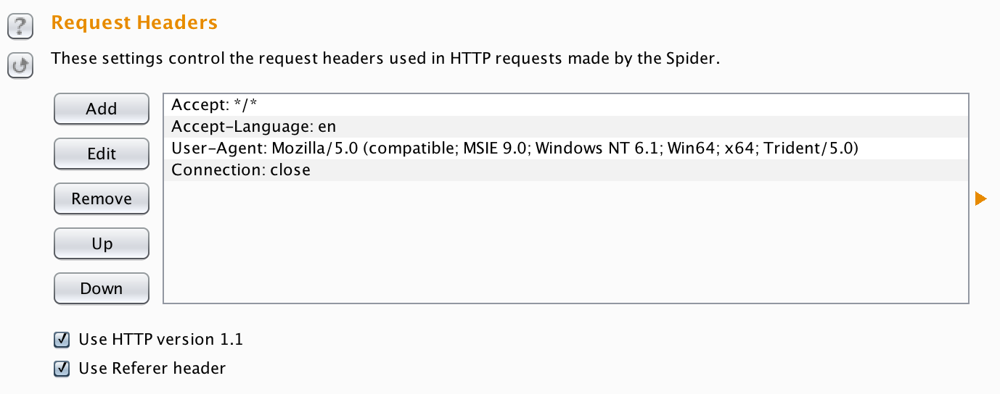 ?
Request Headers
These settings control the request headers used in HTTP requests made by the Spider.
Add
Edit
Remove
Up
Down
Accept: */*
Accept-Language: en
User-Agent: Mozilla/5.0 (compatible; MSIE 9.0; Windows NT 6.1; Win64; x64; Trident/5.0)
Connection: close
Use HTTP version 1.1
Use Referer header